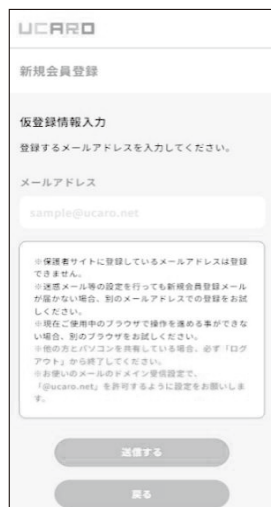 UCARO
新規会員登録
仮登録情報入力
登録するメールアドレスを入力してください。
メールアドレス
sample@ucaro.net
※保護者サイトに登録しているメールアドレスは登録
できません。
※迷惑メール等の設定を行っても新規会員登録メール
が届かない場合、別のメールアドレスでの登録をお試
しください。
※現在ご使用中のブラウザで操作を進める事ができな
い場合、別のブラウザをお試しください。
※他の方とパソコンを共有している場合、必ず「ログ
アウト」から終了してください。
※お使いのメールのドメイン受信設定で、
「@ucaro.net」を許可するように設定をお願いしま
す。
送信する
戻る